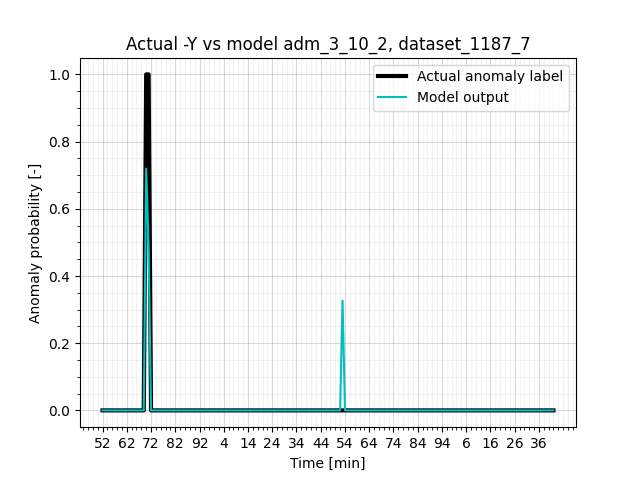 Actual -Y vs model adm_3_10_2, dataset_1187_7
Actual anomaly label
Model output
Anomaly probability [-]
1.0
0.8
0.6
0.4
0.2
0.0
52 62 72 82 92 4 14 24 34 44 54 64 74 84 94 6 16 26 36
Time [min]